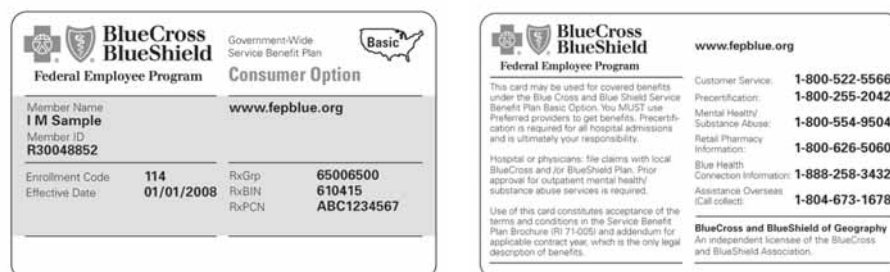 BlueCross
BlueShield
Federal Employee Program
Government-Wide
Service Benefit Plan
Basic
Consumer Option
Member Name
I M Sample
Member ID
R30048852
www.fepblue.org
Enrollment Code 114
Effective Date 01/01/2008
RxGrp 65006500
RxBIN 610415
RxPCN ABC1234567
BlueCross
BlueShield
Federal Employee Program
This card may be used for covered benefits
under the Blue Cross and Blue Shield Service
Benefit Plan Basic Option. You MUST use
Preferred providers to get benefits. Precertifi-
cation is required for all hospital admissions
and is ultimately your responsibility.
Hospital or physicians: file claims with local
BlueCross and /or BlueShield Plan. Prior
approval for outpatient mental health/
substance abuse services is required.
Use of this card constitutes acceptance of the
terms and conditions in the Service Benefit
Plan Brochure (RI 71-005) and addendum for
applicable contract year, which is the only legal
description of benefits.
www.fepblue.org
Customer Service: 1-800-522-5566
Precertification: 1-800-255-2042
Mental Health/
Substance Abuse: 1-800-554-9504
Retail Pharmacy
Information: 1-800-626-5060
Blue Health
Connection Information: 1-888-258-3432
Assistance Overseas
(Call collect): 1-804-673-1678
BlueCross and BlueShield of Geography
An independent licensee of the BlueCross
and BlueShield Association.